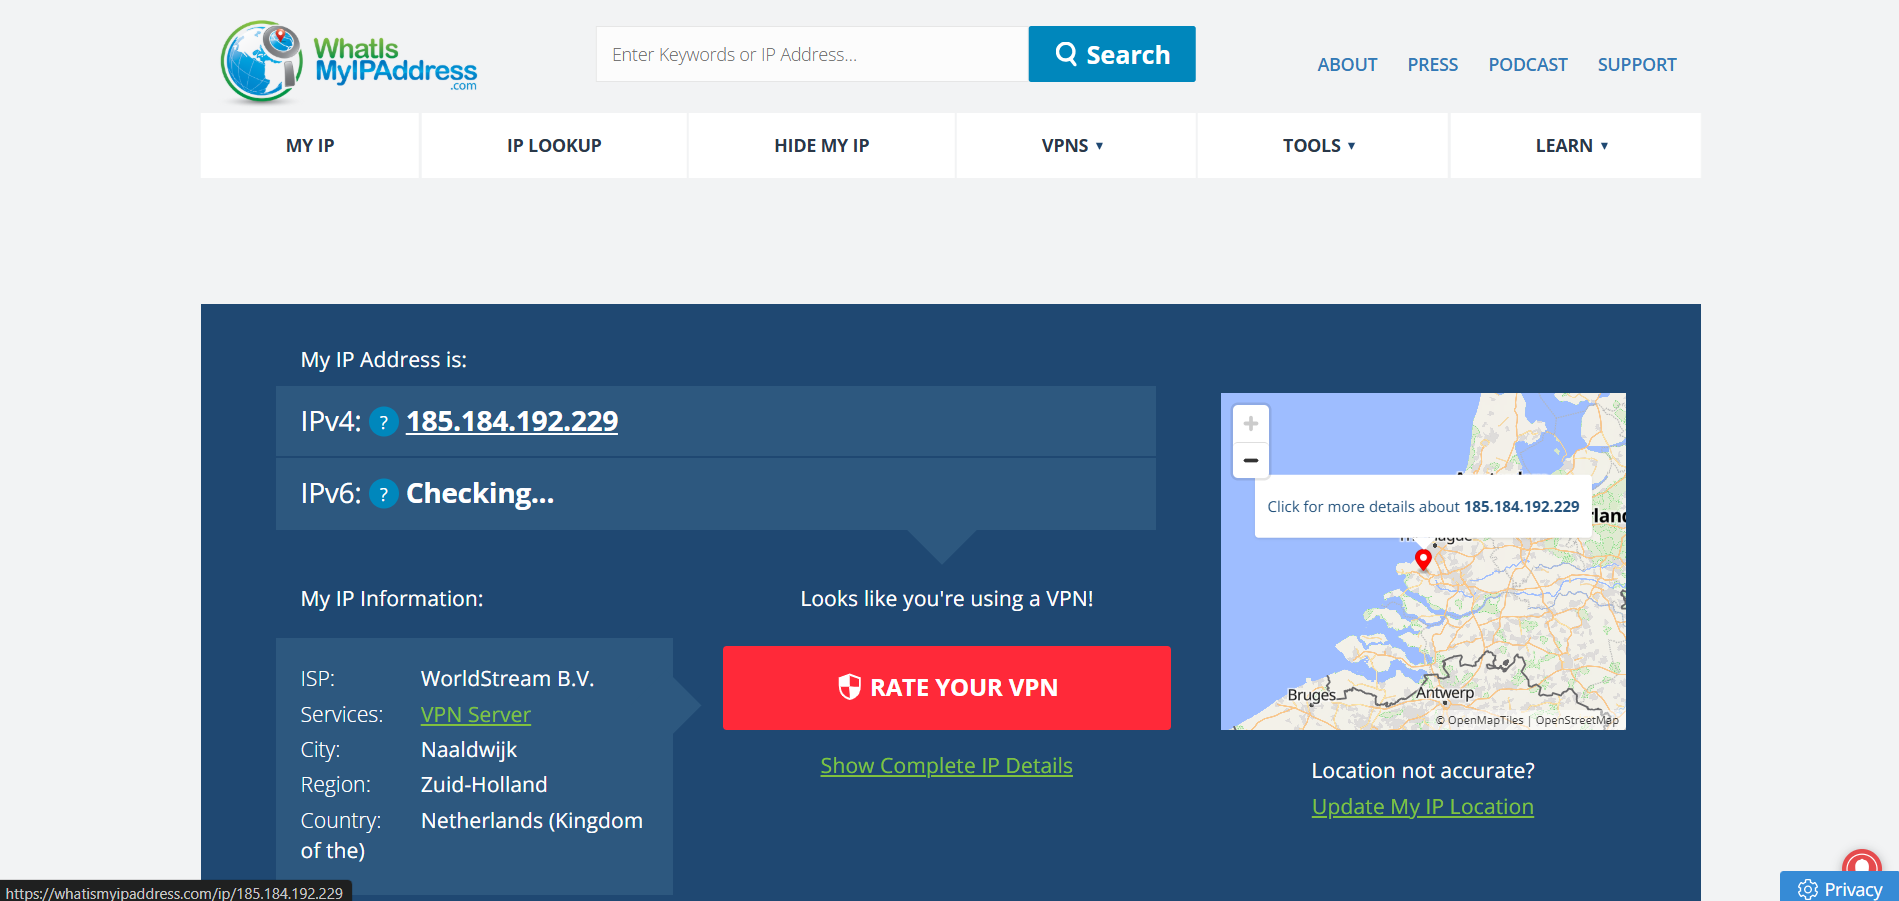 WhatIs
MyIPAddress
.com
Enter Keywords or IP Address...
Search
ABOUT PRESS PODCAST SUPPORT
MY IP IP LOOKUP HIDE MY IP VPNS ▼ TOOLS ▼ LEARN ▼
My IP Address is:
IPv4: ? 185.184.192.229
IPv6: ? Checking...
My IP Information:
ISP: WorldStream B.V.
Services: VPN Server
City: Naaldwijk
Region: Zuid-Holland
Country: Netherlands (Kingdom
of the)
Looks like you're using a VPN!
RATE YOUR VPN
Show Complete IP Details
+
−
Click for more details about 185.184.192.229
Bruges
Antwerp
© OpenMapTiles | OpenStreetMap
Location not accurate?
Update My IP Location
https://whatismyipaddress.com/ip/185.184.192.229
Privacy